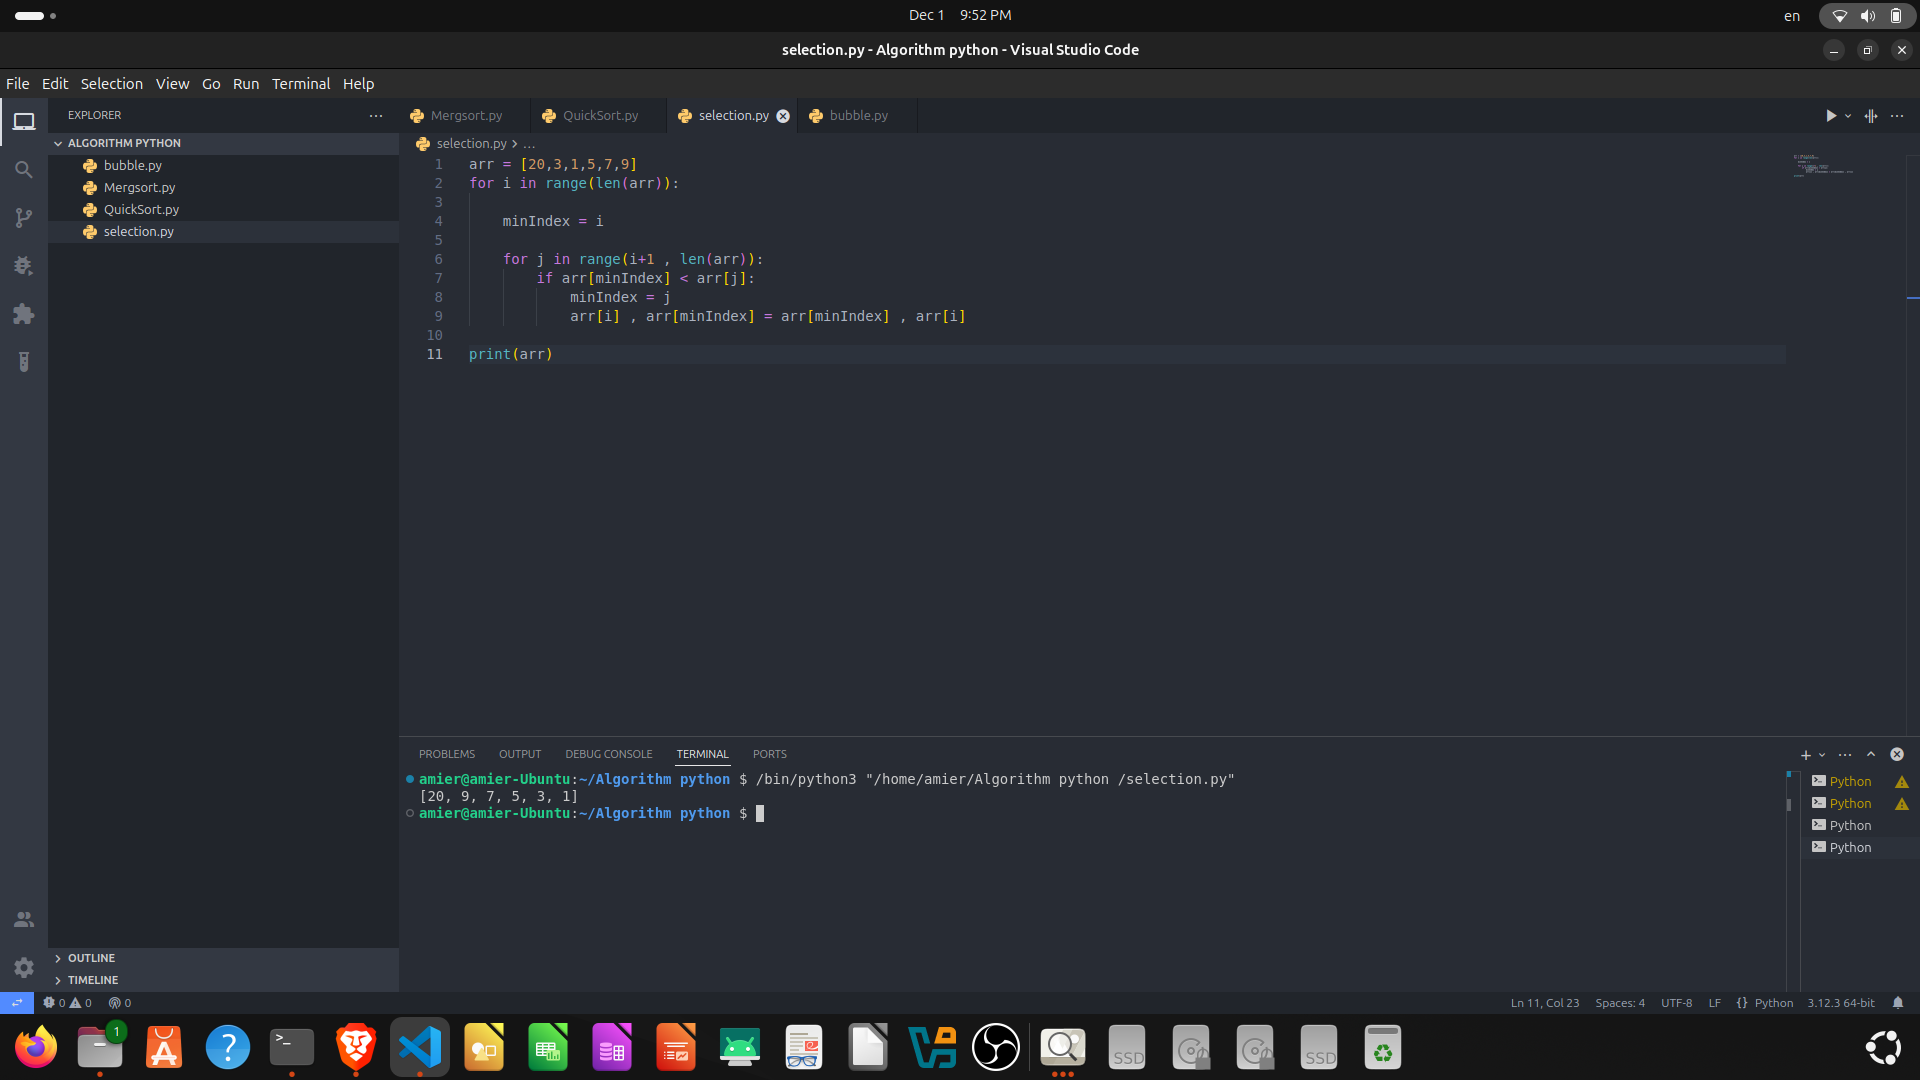 Dec 1 9:52 PM
en
selection.py - Algorithm python - Visual Studio Code
File Edit Selection View Go Run Terminal Help
EXPLORER
ALGORITHM PYTHON
bubble.py
Mergsort.py
QuickSort.py
selection.py
OUTLINE
TIMELINE
Mergsort.py QuickSort.py selection.py bubble.py
selection.py > ...
1 arr = [20,3,1,5,7,9]
2 for i in range(len(arr)):
3
4 minIndex = i
5
6 for j in range(i+1 , len(arr)):
7 if arr[minIndex] < arr[j]:
8 minIndex = j
9 arr[i] , arr[minIndex] = arr[minIndex] , arr[i]
10
11 print(arr)
PROBLEMS OUTPUT DEBUG CONSOLE TERMINAL PORTS
amier@amier-Ubuntu:~/Algorithm python $ /bin/python3 "/home/amier/Algorithm python /selection.py"
[20, 9, 7, 5, 3, 1]
amier@amier-Ubuntu:~/Algorithm python $
Python
Python
Python
Python
0 0 0
Ln 11, Col 23 Spaces: 4 UTF-8 LF {} Python 3.12.3 64-bit
1
SSD
SSD